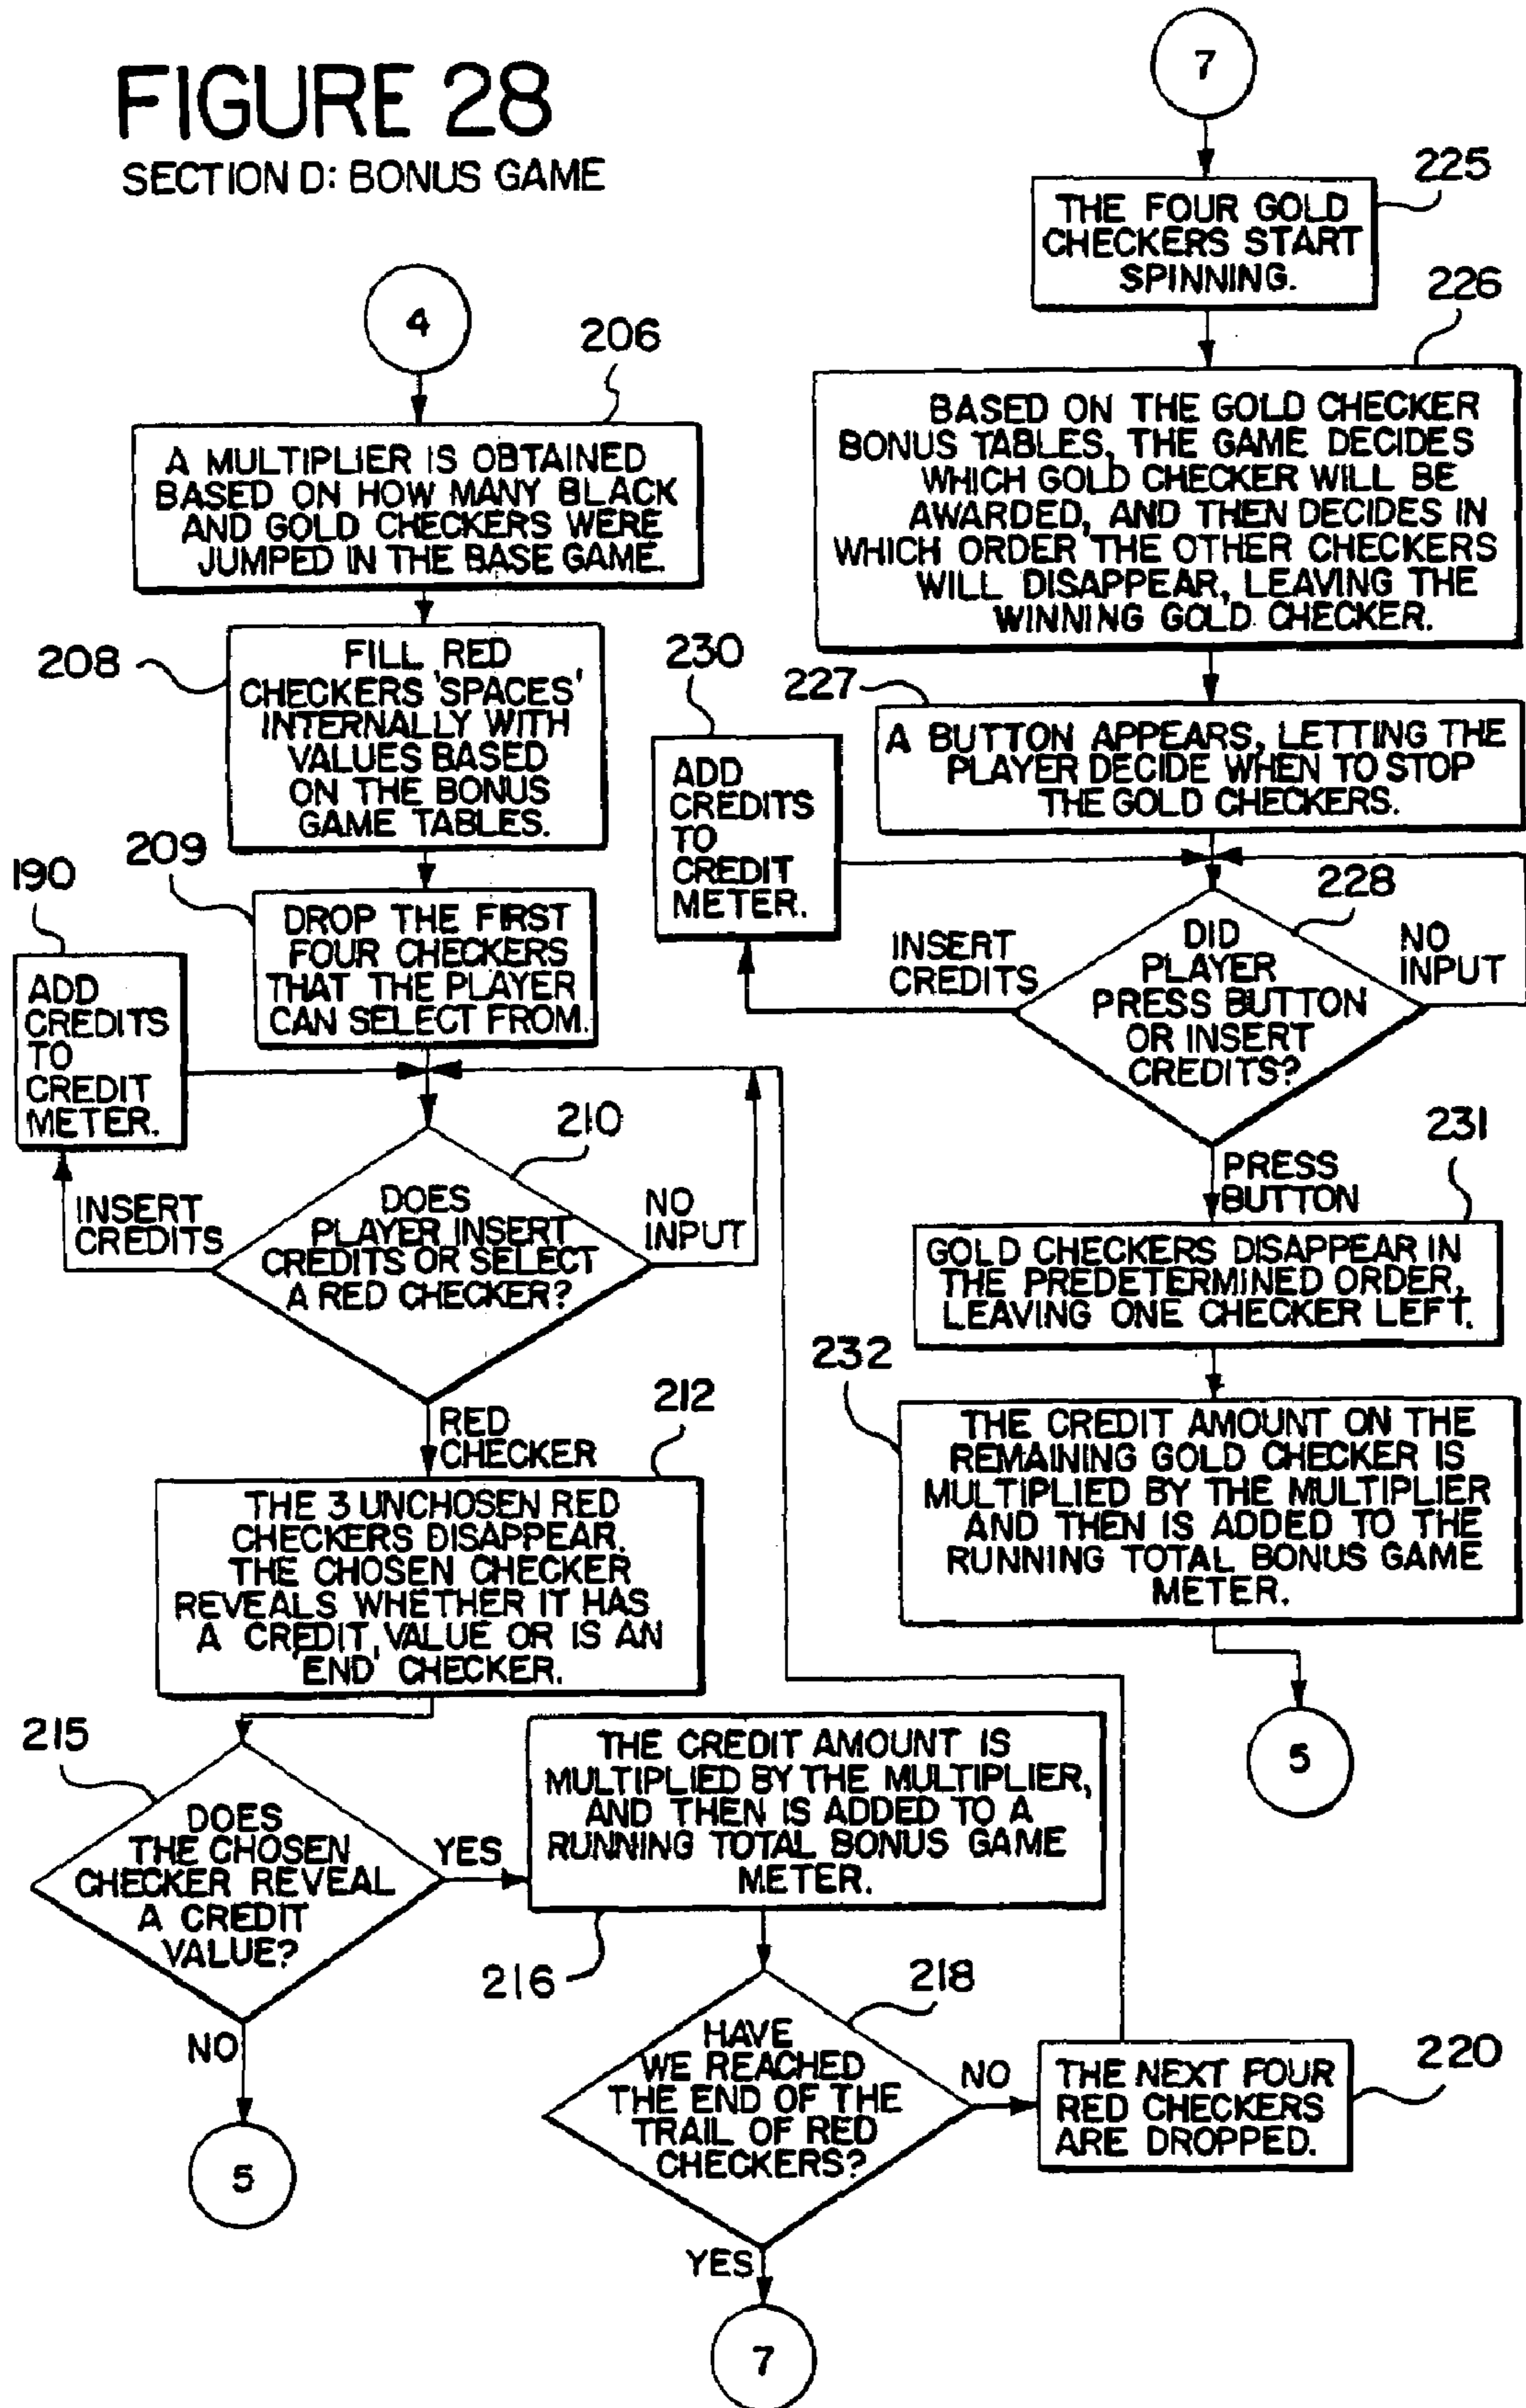 FIGURE 28
SECTION D: BONUS GAME
4
206
A MULTIPLIER IS OBTAINED
BASED ON HOW MANY BLACK
AND GOLD CHECKERS WERE
JUMPED IN THE BASE GAME.
208
FILL RED
CHECKERS 'SPACES'
INTERNALLY WITH
VALUES BASED
ON THE BONUS
GAME TABLES.
209
DROP THE FIRST
FOUR CHECKERS
THAT THE PLAYER
CAN SELECT FROM.
190
ADD
CREDITS
TO
CREDIT
METER.
210
DOES
PLAYER INSERT
CREDITS OR SELECT
A RED CHECKER?
INSERT
CREDITS
NO
INPUT
RED
CHECKER
212
THE 3 UNCHOSEN RED
CHECKERS DISAPPEAR.
THE CHOSEN CHECKER
REVEALS WHETHER IT HAS
A CREDIT VALUE OR IS AN
'END' CHECKER.
215
DOES
THE CHOSEN
CHECKER REVEAL
A CREDIT
VALUE?
YES
NO
5
THE CREDIT AMOUNT IS
MULTIPLIED BY THE MULTIPLIER,
AND THEN IS ADDED TO A
RUNNING TOTAL BONUS GAME
METER.
216
218
HAVE
WE REACHED
THE END OF THE
TRAIL OF RED
CHECKERS?
NO
220
THE NEXT FOUR
RED CHECKERS
ARE DROPPED.
YES
7
7
225
THE FOUR GOLD
CHECKERS START
SPINNING.
226
BASED ON THE GOLD CHECKER
BONUS TABLES, THE GAME DECIDES
WHICH GOLD CHECKER WILL BE
AWARDED, AND THEN DECIDES IN
WHICH ORDER THE OTHER CHECKERS
WILL DISAPPEAR, LEAVING THE
WINNING GOLD CHECKER.
227
A BUTTON APPEARS, LETTING THE
PLAYER DECIDE WHEN TO STOP
THE GOLD CHECKERS.
230
ADD
CREDITS
TO
CREDIT
METER.
228
DID
PLAYER
PRESS BUTTON
OR INSERT
CREDITS?
INSERT
CREDITS
NO
INPUT
PRESS
BUTTON
231
GOLD CHECKERS DISAPPEAR IN
THE PREDETERMINED ORDER,
LEAVING ONE CHECKER LEFT.
232
THE CREDIT AMOUNT ON THE
REMAINING GOLD CHECKER IS
MULTIPLIED BY THE MULTIPLIER
AND THEN IS ADDED TO THE
RUNNING TOTAL BONUS GAME
METER.
5